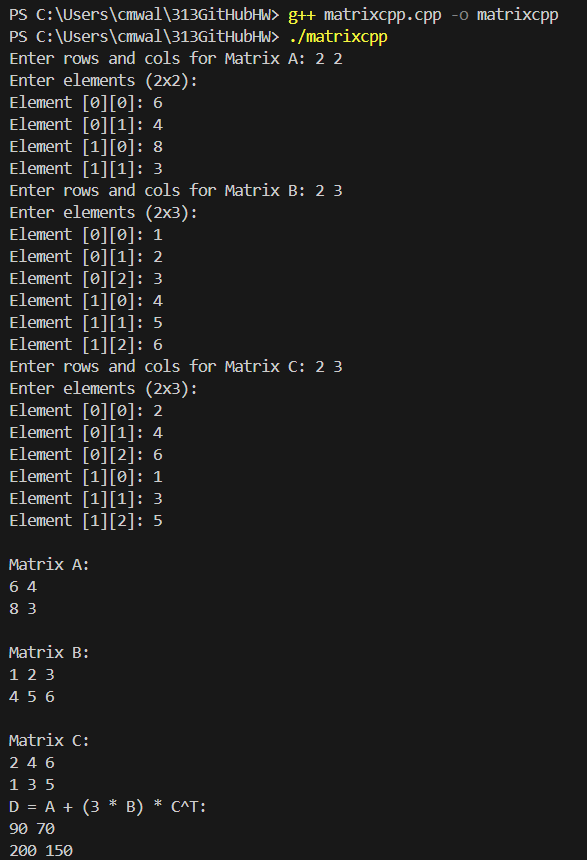 PS C:\Users\cmwal\313GitHubHW> g++ matrixcpp.cpp -o matrixcpp
PS C:\Users\cmwal\313GitHubHW> ./matrixcpp
Enter rows and cols for Matrix A: 2 2
Enter elements (2x2):
Element [0][0]: 6
Element [0][1]: 4
Element [1][0]: 8
Element [1][1]: 3
Enter rows and cols for Matrix B: 2 3
Enter elements (2x3):
Element [0][0]: 1
Element [0][1]: 2
Element [0][2]: 3
Element [1][0]: 4
Element [1][1]: 5
Element [1][2]: 6
Enter rows and cols for Matrix C: 2 3
Enter elements (2x3):
Element [0][0]: 2
Element [0][1]: 4
Element [0][2]: 6
Element [1][0]: 1
Element [1][1]: 3
Element [1][2]: 5

Matrix A:
6 4
8 3

Matrix B:
1 2 3
4 5 6

Matrix C:
2 4 6
1 3 5
D = A + (3 * B) * C^T:
90 70
200 150